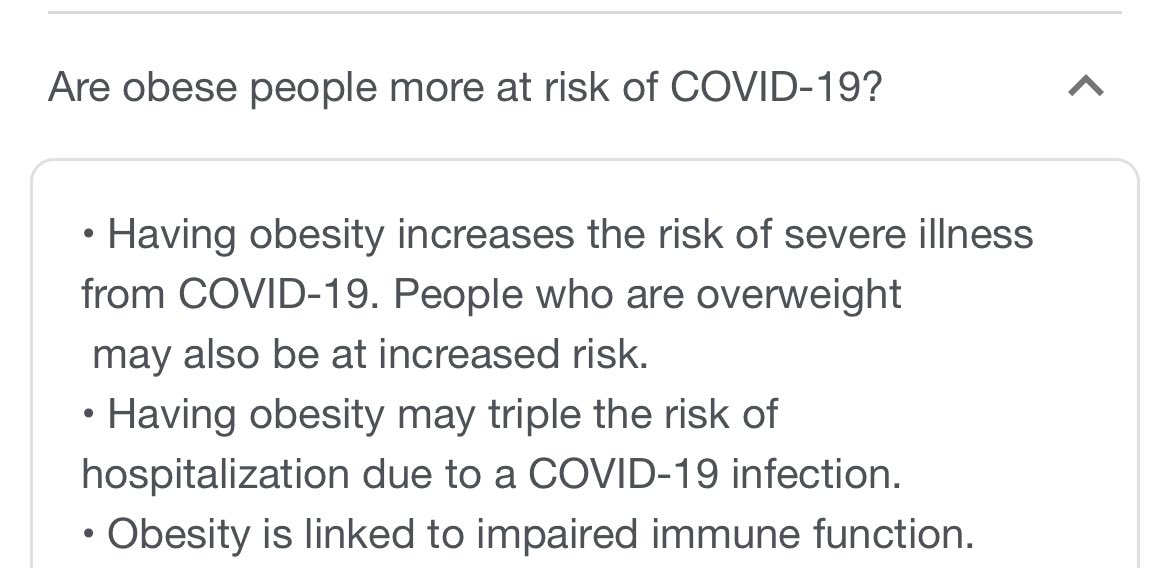 Are obese people more at risk of COVID-19?
• Having obesity increases the risk of severe illness
from COVID-19. People who are overweight
may also be at increased risk.
• Having obesity may triple the risk of
hospitalization due to a COVID-19 infection.
• Obesity is linked to impaired immune function.